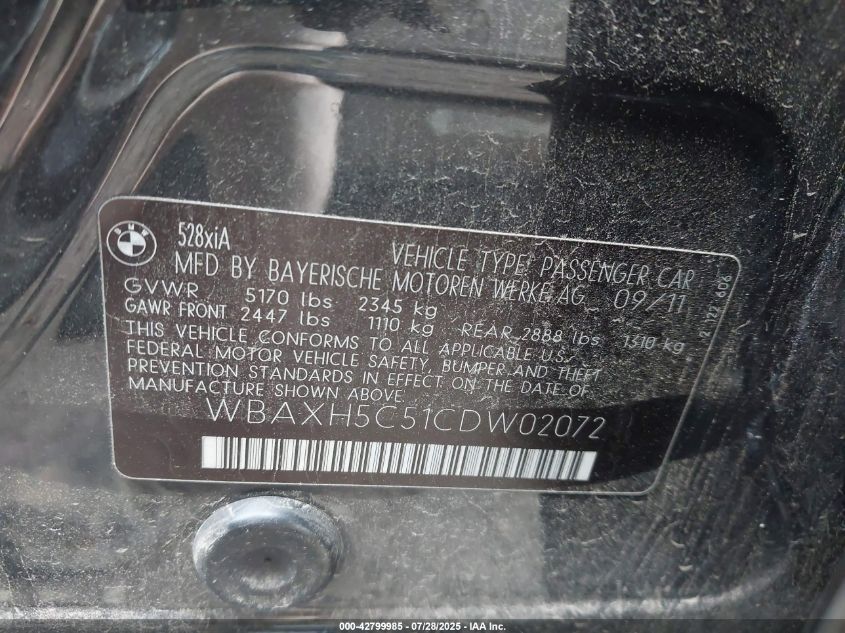 BMW
528xiA
VEHICLE TYPE: PASSENGER CAR
MFD BY BAYERISCHE MOTOREN WERKE AG 09/11
GVWR 5170 lbs 2345 kg
GAWR FRONT 2447 lbs 1110 kg REAR 2888 lbs 1310 kg
THIS VEHICLE CONFORMS TO ALL APPLICABLE U.S.
FEDERAL MOTOR VEHICLE SAFETY, BUMPER, AND THEFT
PREVENTION STANDARDS IN EFFECT ON THE DATE OF
MANUFACTURE SHOWN ABOVE.
WBAXH5C51CDW02072
000-42799985 - 07/28/2025 - IAA Inc.